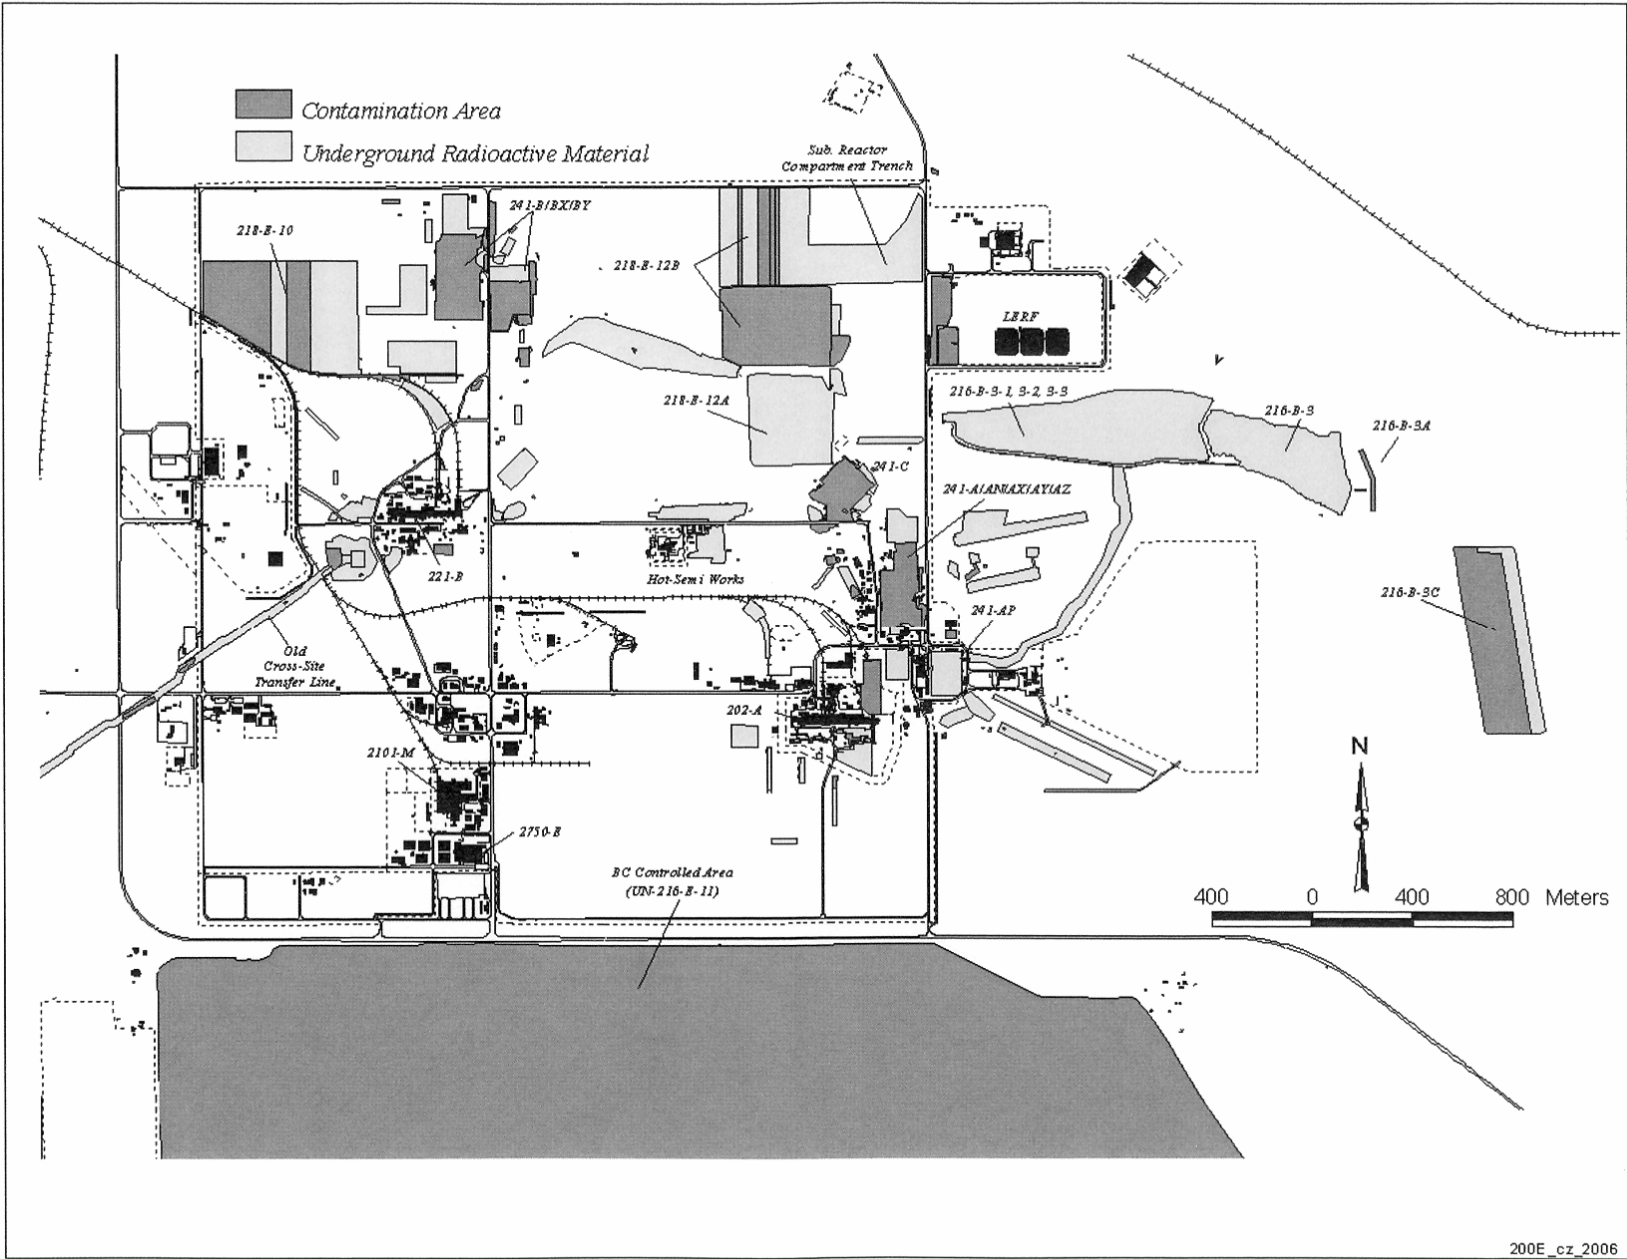 Contamination Area
Underground Radioactive Material
Sub. Reactor
Compartment Trench
241-B/BX/BY
218-E-10
218-E-12B
LERF
218-E-12A
216-B-3-1, 3-2, 3-3
216-B-3
216-B-3A
241-C
241-A/AN/AX/AY/AZ
221-B
Hot-Semi Works
241-AP
216-B-3C
Old
Cross-Site
Transfer Line
202-A
2101-M
N
2750-E
BC Controlled Area
(UN-216-E-11)
400 0 400 800 Meters
200E_cz_2006